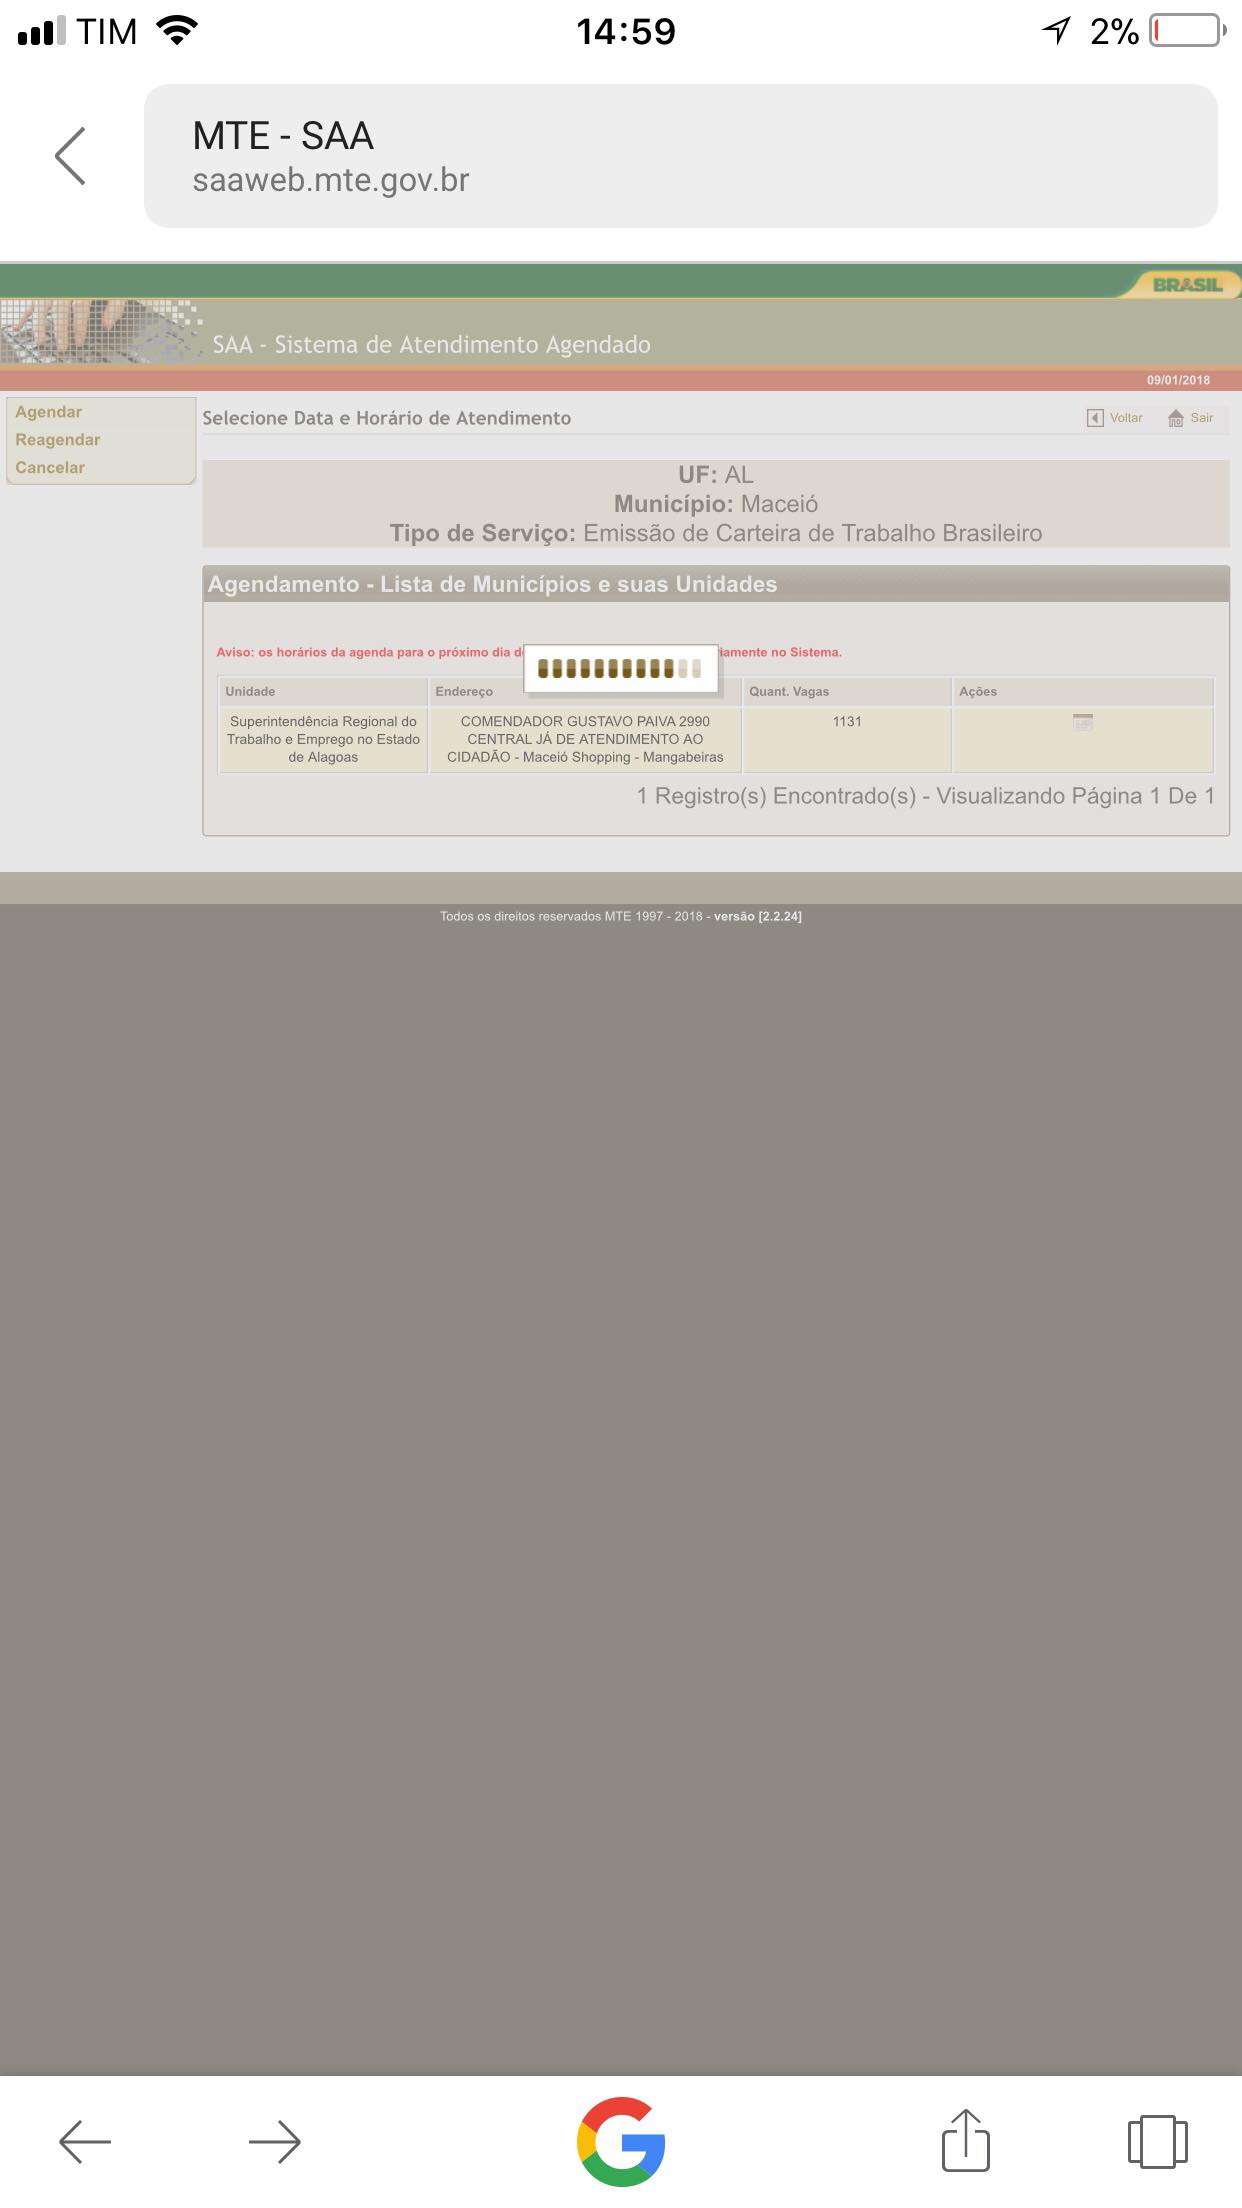 TIM
14:59
2%
MTE - SAA
saaweb.mte.gov.br
BRASIL
SAA - Sistema de Atendimento Agendado
09/01/2018
Agendar
Reagendar
Cancelar
Selecione Data e Horário de Atendimento
Voltar
Sair
UF: AL
Município: Maceió
Tipo de Serviço: Emissão de Carteira de Trabalho Brasileiro
Agendamento - Lista de Municípios e suas Unidades
Aviso: os horários da agenda para o próximo dia iamente no Sistema.
Unidade Endereço Quant. Vagas Ações
Superintendência Regional do
Trabalho e Emprego no Estado
de Alagoas
COMENDADOR GUSTAVO PAIVA 2990
CENTRAL JÁ DE ATENDIMENTO AO
CIDADÃO - Maceió Shopping - Mangabeiras
1131
1 Registro(s) Encontrado(s) - Visualizando Página 1 De 1
Todos os direitos reservados MTE 1997 - 2018 - versão [2.2.24]